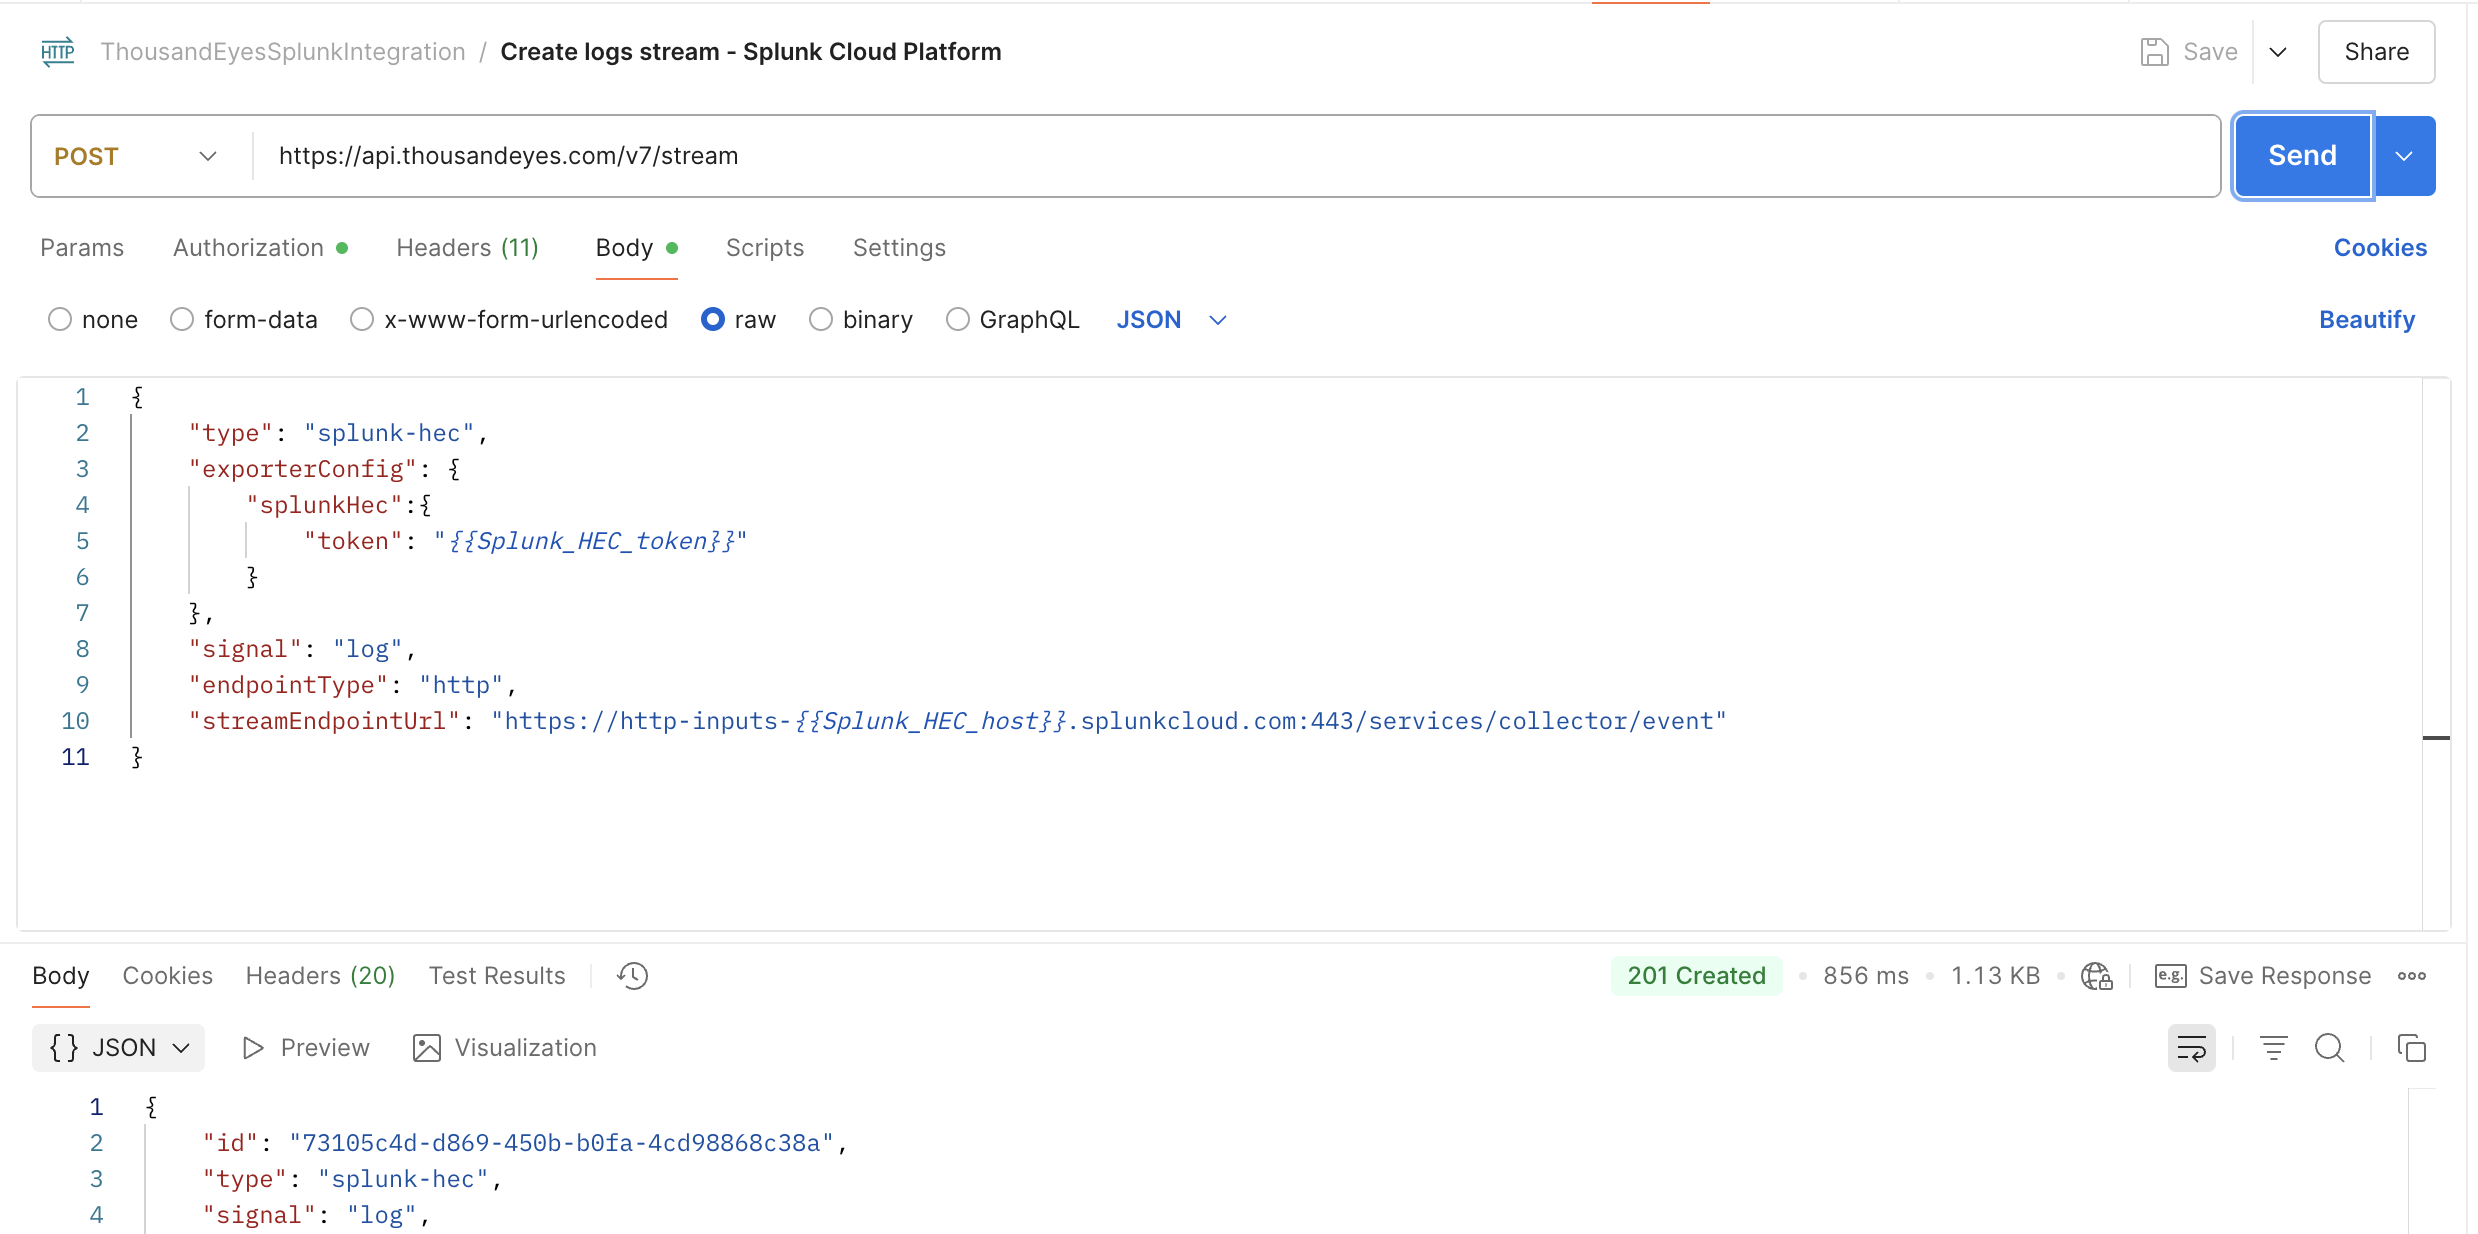 HTTP ThousandEyesSplunkIntegration / Create logs stream - Splunk Cloud Platform Save Share
POST https://api.thousandeyes.com/v7/stream Send
Params Authorization Headers (11) Body Scripts Settings Cookies
none form-data x-www-form-urlencoded raw binary GraphQL JSON Beautify
1 {
2 "type": "splunk-hec",
3 "exporterConfig": {
4 "splunkHec":{
5 "token": "{{Splunk_HEC_token}}"
6 }
7 },
8 "signal": "log",
9 "endpointType": "http",
10 "streamEndpointUrl": "https://http-inputs-{{Splunk_HEC_host}}.splunkcloud.com:443/services/collector/event"
11 }
Body Cookies Headers (20) Test Results 201 Created 856 ms 1.13 KB e.g. Save Response
{} JSON Preview Visualization
1 {
2 "id": "73105c4d-d869-450b-b0fa-4cd98868c38a",
3 "type": "splunk-hec",
4 "signal": "log",